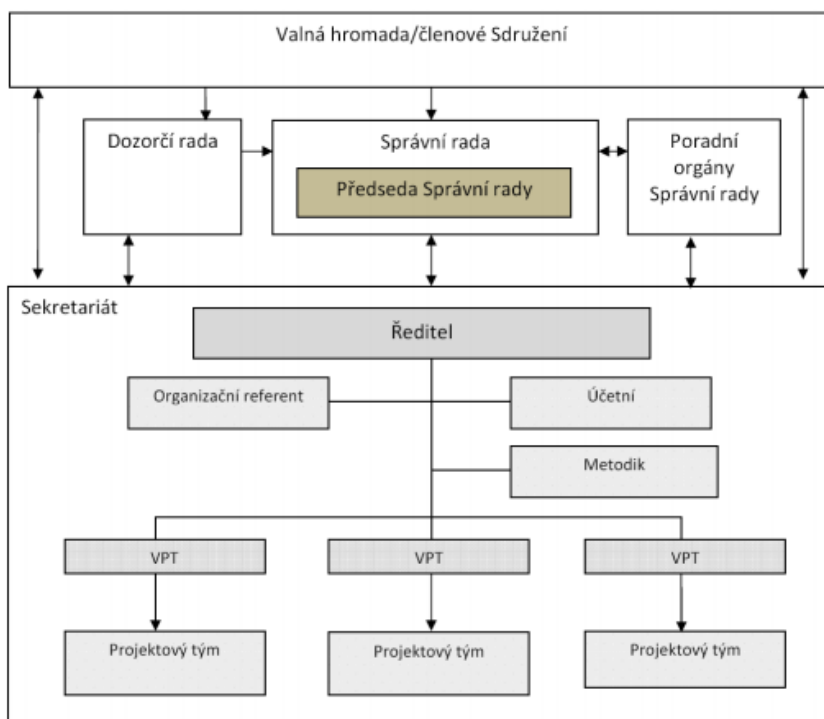 Valná hromada/členové Sdružení
Dozorčí rada
Správní rada
Předseda Správní rady
Poradní
orgány
Správní rady
Sekretariát
Ředitel
Organizační referent
Účetní
Metodik
VPT
VPT
VPT
Projektový tým
Projektový tým
Projektový tým